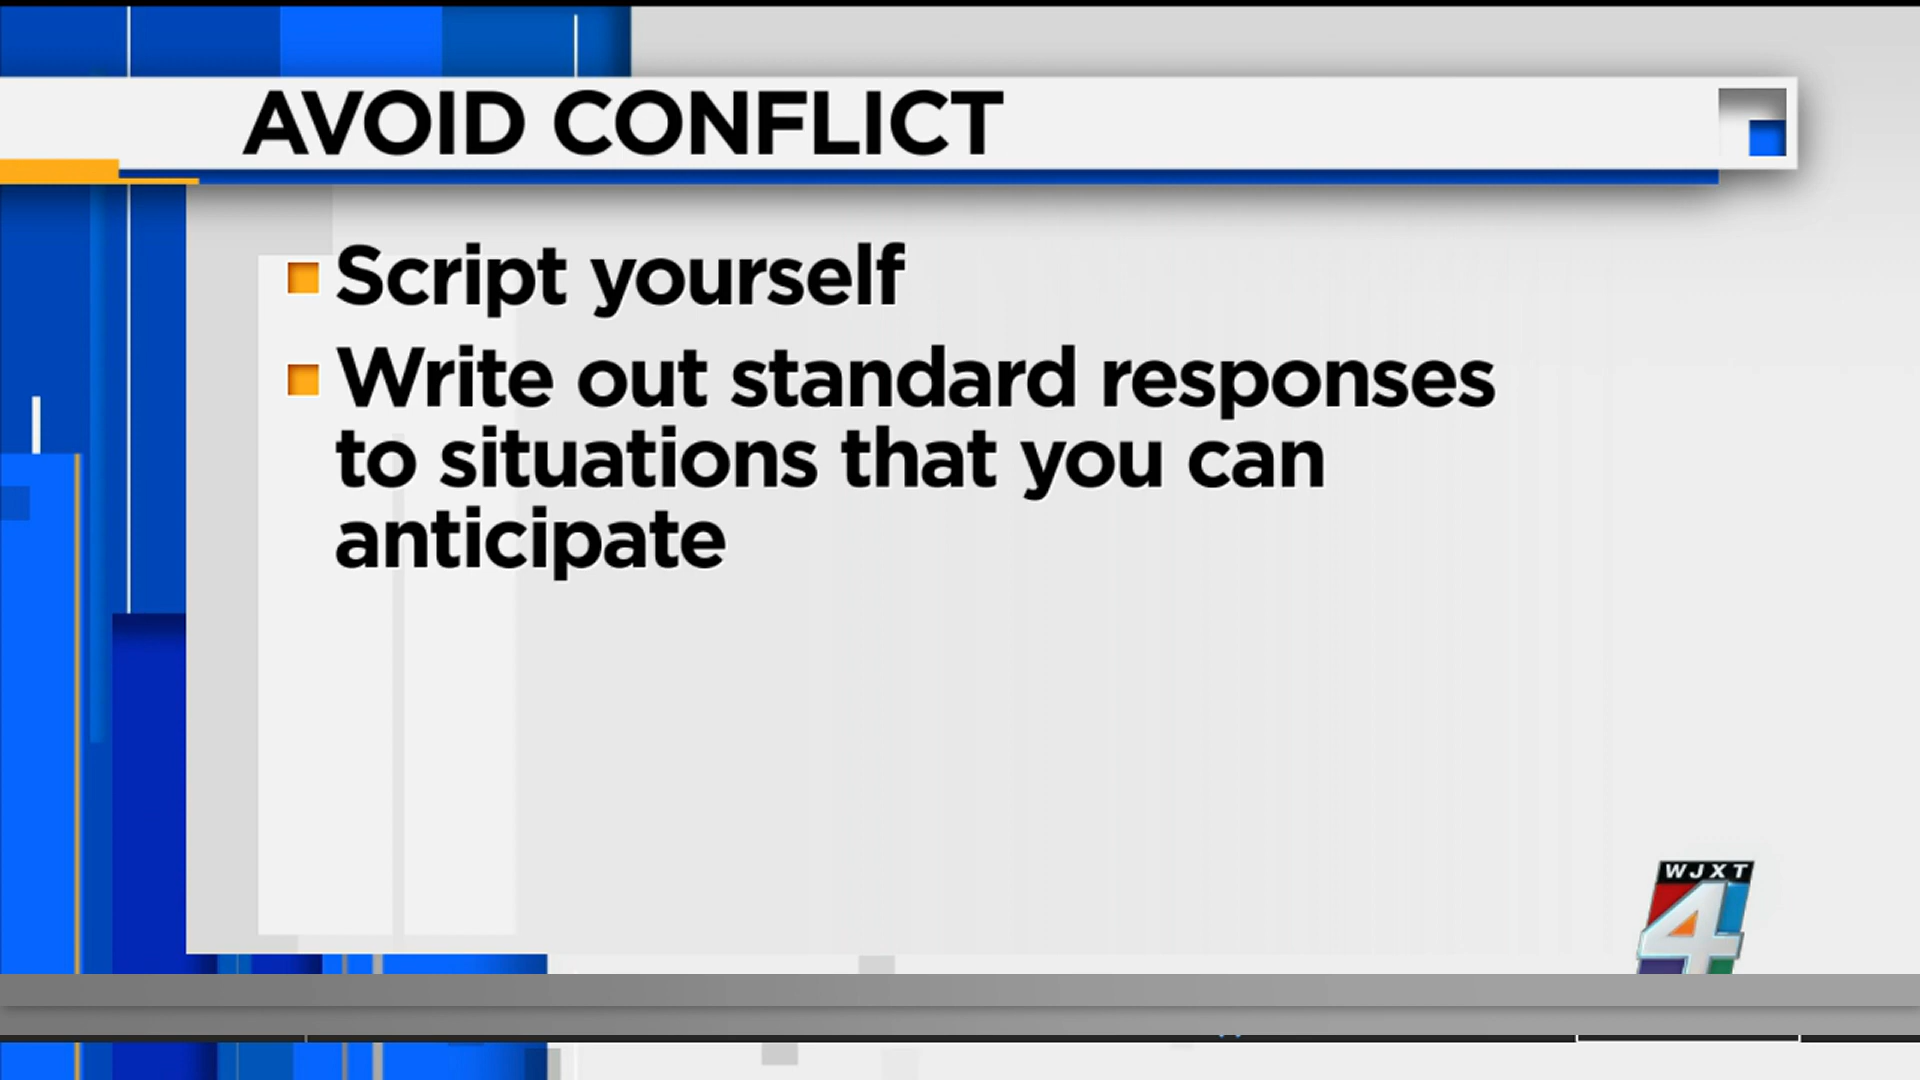 AVOID CONFLICT
Script yourself
Write out standard responses
to situations that you can
anticipate
WJXT
4